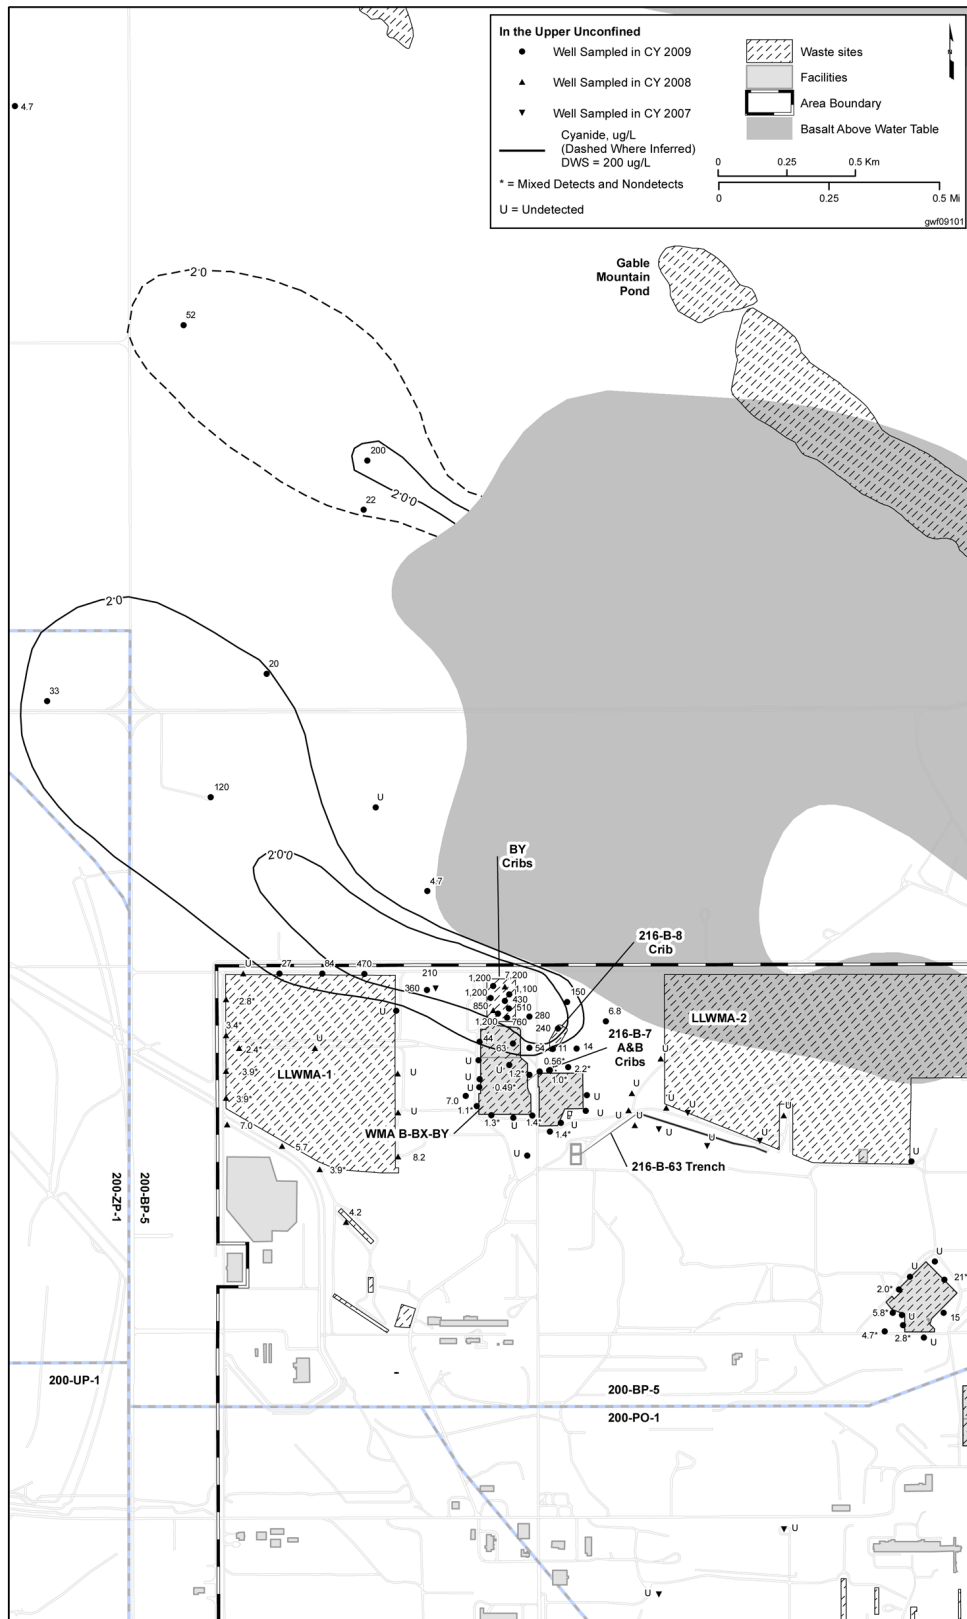 In the Upper Unconfined
Well Sampled in CY 2009
Well Sampled in CY 2008
Well Sampled in CY 2007
Cyanide, ug/L
(Dashed Where Inferred)
DWS = 200 ug/L
* = Mixed Detects and Nondetects
U = Undetected
Waste sites
Facilities
Area Boundary
Basalt Above Water Table
0 0.25 0.5 Km
0 0.25 0.5 Mi
gwf09101
4.7
Gable
Mountain
Pond
20
52
200
200
22
20
20
33
120
U
BY
Cribs
200
4.7
216-B-8
Crib
U 27 84 470
210
360
1,200 7,200
1,200 1,100
430
850 510
1,200 760
280
240
150
6.8
LLWMA-2
216-B-7
A&B
Cribs
2.8*
3.4*
2.4*
U
U
LLWMA-1
3.9*
3.9*
7.0
5.7
3.9*
8.2
U
U
44
63
54
11
14
0.56*
2.2*
1.0*
U
U
1.2*
0.49*
U
7.0
1.1*
1.3*
U
1.4*
1.4*
U
U
U
U
WMA B-BX-BY
216-B-63 Trench
U
U
U
U
U
U
U
U
U
U
200-ZP-1
200-BP-5
4.2
U
U
21*
2.0*
5.8*
U
15
4.7*
2.8*
U
200-UP-1
200-BP-5
200-PO-1
U
U